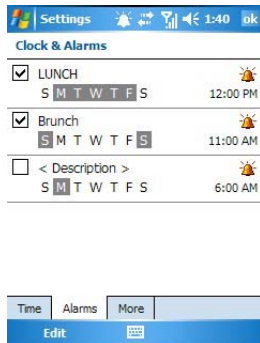 Settings 1:40 ok
Clock & Alarms
LUNCH
S M T W T F S 12:00 PM
Brunch
S M T W T F S 11:00 AM
< Description >
S M T W T F S 6:00 AM
Time Alarms More
Edit